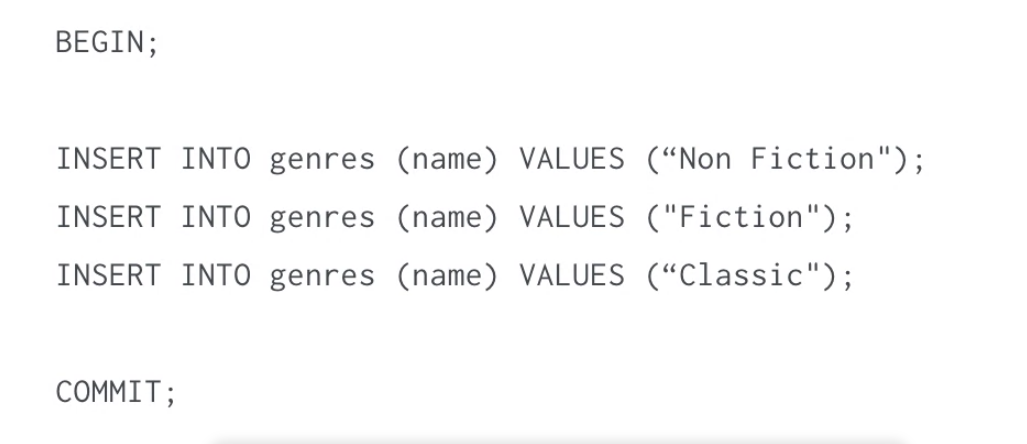 BEGIN;
INSERT INTO genres (name) VALUES (“Non Fiction");
INSERT INTO genres (name) VALUES ("Fiction");
INSERT INTO genres (name) VALUES (“Classic");
COMMIT;